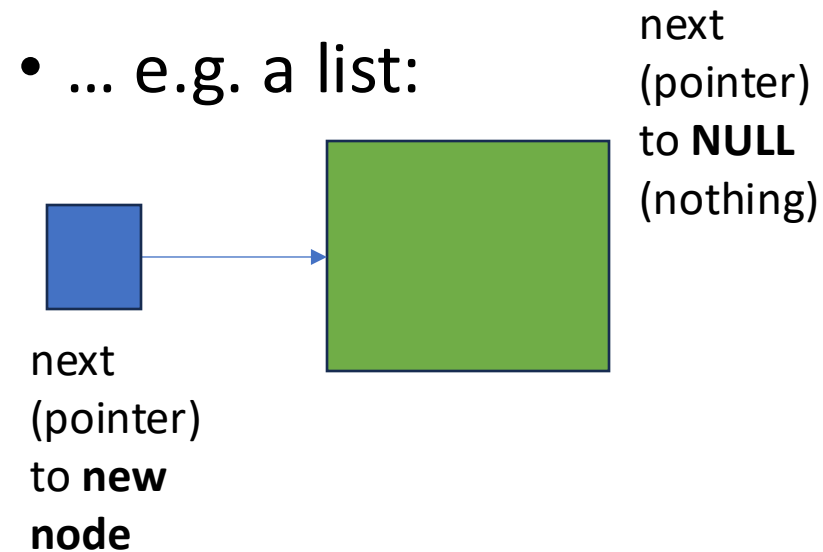 • ... e.g. a list:
next
(pointer)
to NULL
(nothing)
next
(pointer)
to new
node